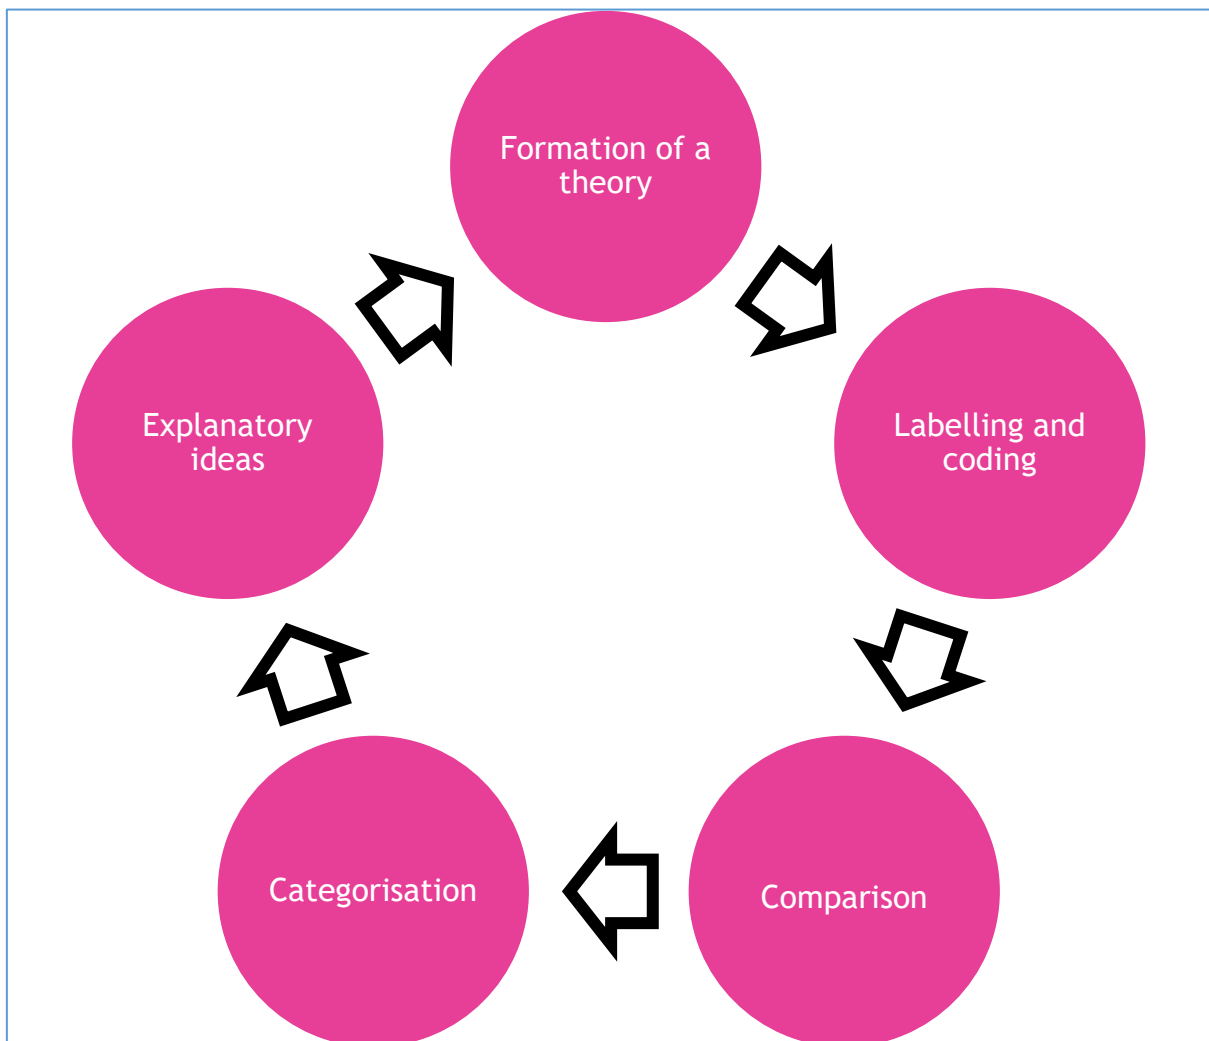 Formation of a
theory
Labelling and
coding
Comparison
Categorisation
Explanatory
ideas